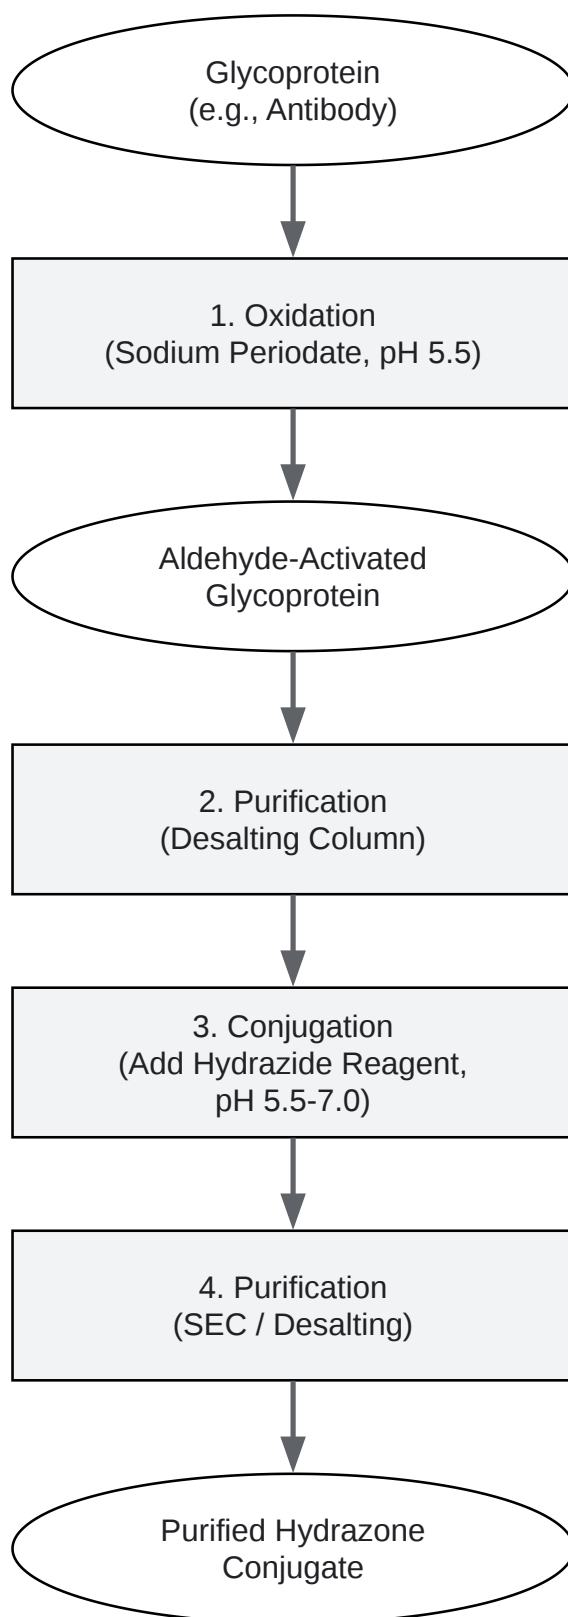 Glycoprotein
(e.g., Antibody)
1. Oxidation
(Sodium Periodate, pH 5.5)
Aldehyde-Activated
Glycoprotein
2. Purification
(Desalting Column)
3. Conjugation
(Add Hydrazide Reagent,
pH 5.5-7.0)
4. Purification
(SEC / Desalting)
Purified Hydrazone
Conjugate